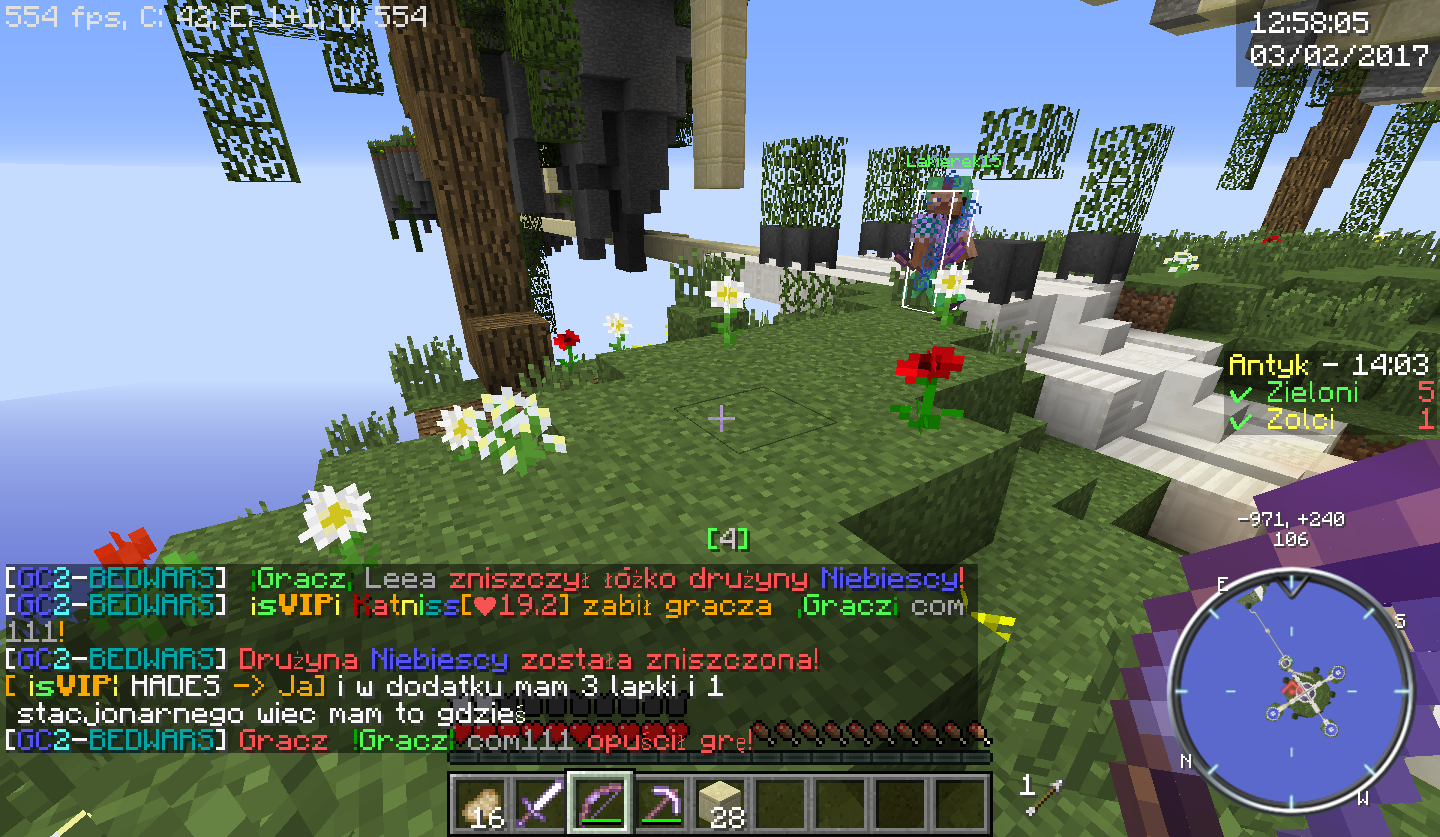 554 fps, C: 42, E: 1+1, U: 554
12:58:05
03/02/2017
Lakierek15
Antyk - 14:03
Zieloni 5
Zolci 1
-971, +240
106
[4]
[GC2-BEDWARS] ¦Gracz¦ Leea zniszczył łóżko drużyny Niebiescy!
[GC2-BEDWARS] isVIP¡ Katniss[❤19.2] zabił gracza ¡Gracz¡ com
111!
[GC2-BEDWARS] Drużyna Niebiescy została zniszczona!
[ isVIP¦ HADES -> Ja] i w dodatku mam 3 lapki i 1
stacjonarnego wiec mam to gdzieś
[GC2-BEDWARS] Gracz !Gracz¦ com111 opuścił grę!
E
S
N
W
16
28
1